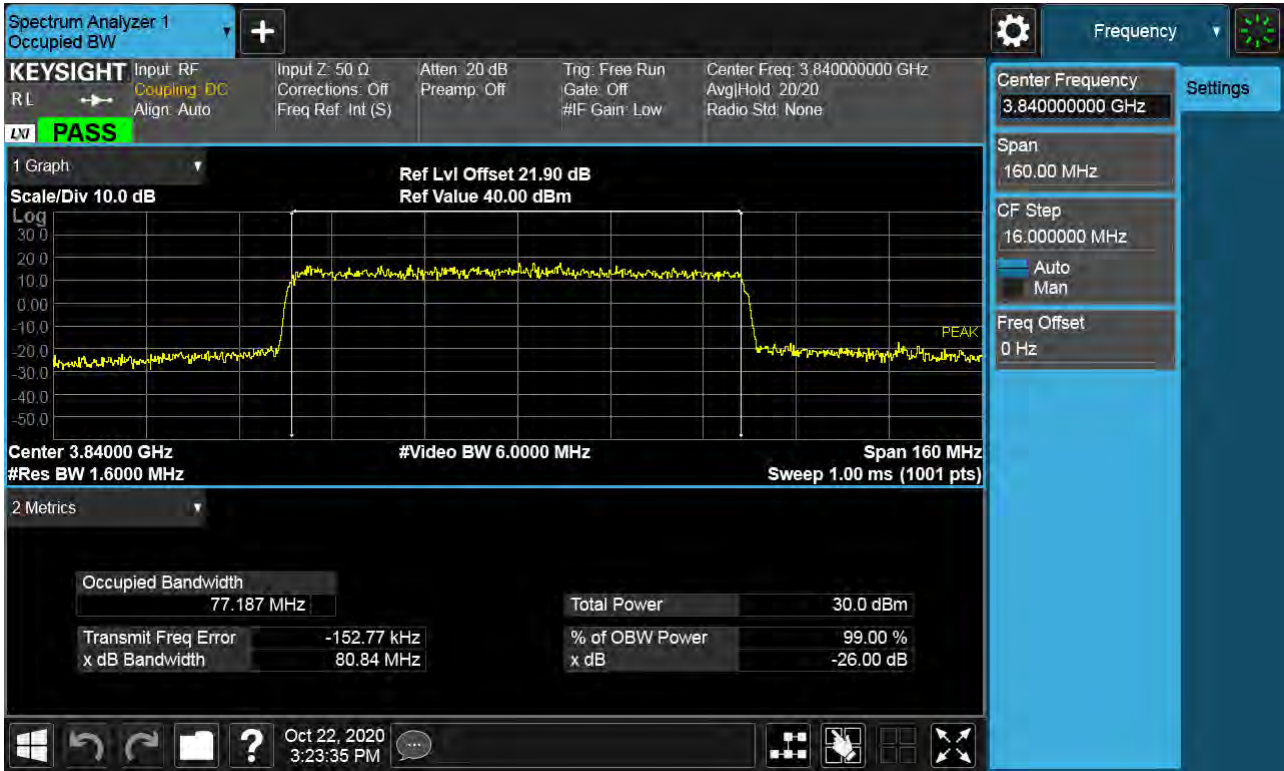 Spectrum Analyzer 1
Occupied BW
+
Frequency
KEYSIGHT
RL
LXI
PASS
Input: RF
Coupling: DC
Align: Auto
Input Z: 50 Ω
Corrections: Off
Freq Ref: Int (S)
Atten: 20 dB
Preamp: Off
Trig: Free Run
Gate: Off
#IF Gain: Low
Center Freq: 3.840000000 GHz
Avg|Hold: 20/20
Radio Std: None
1 Graph
Scale/Div 10.0 dB
Ref Lvl Offset 21.90 dB
Ref Value 40.00 dBm
Log
30.0
20.0
10.0
0.00
-10.0
-20.0
-30.0
-40.0
-50.0
PEAK
Center 3.84000 GHz
#Video BW 6.0000 MHz
Span 160 MHz
#Res BW 1.6000 MHz
Sweep 1.00 ms (1001 pts)
2 Metrics
Occupied Bandwidth
77.187 MHz
Total Power 30.0 dBm
Transmit Freq Error -152.77 kHz
% of OBW Power 99.00 %
x dB Bandwidth 80.84 MHz
x dB -26.00 dB
Center Frequency
3.840000000 GHz
Settings
Span
160.00 MHz
CF Step
16.000000 MHz
Auto
Man
Freq Offset
0 Hz
?
Oct 22, 2020
3:23:35 PM